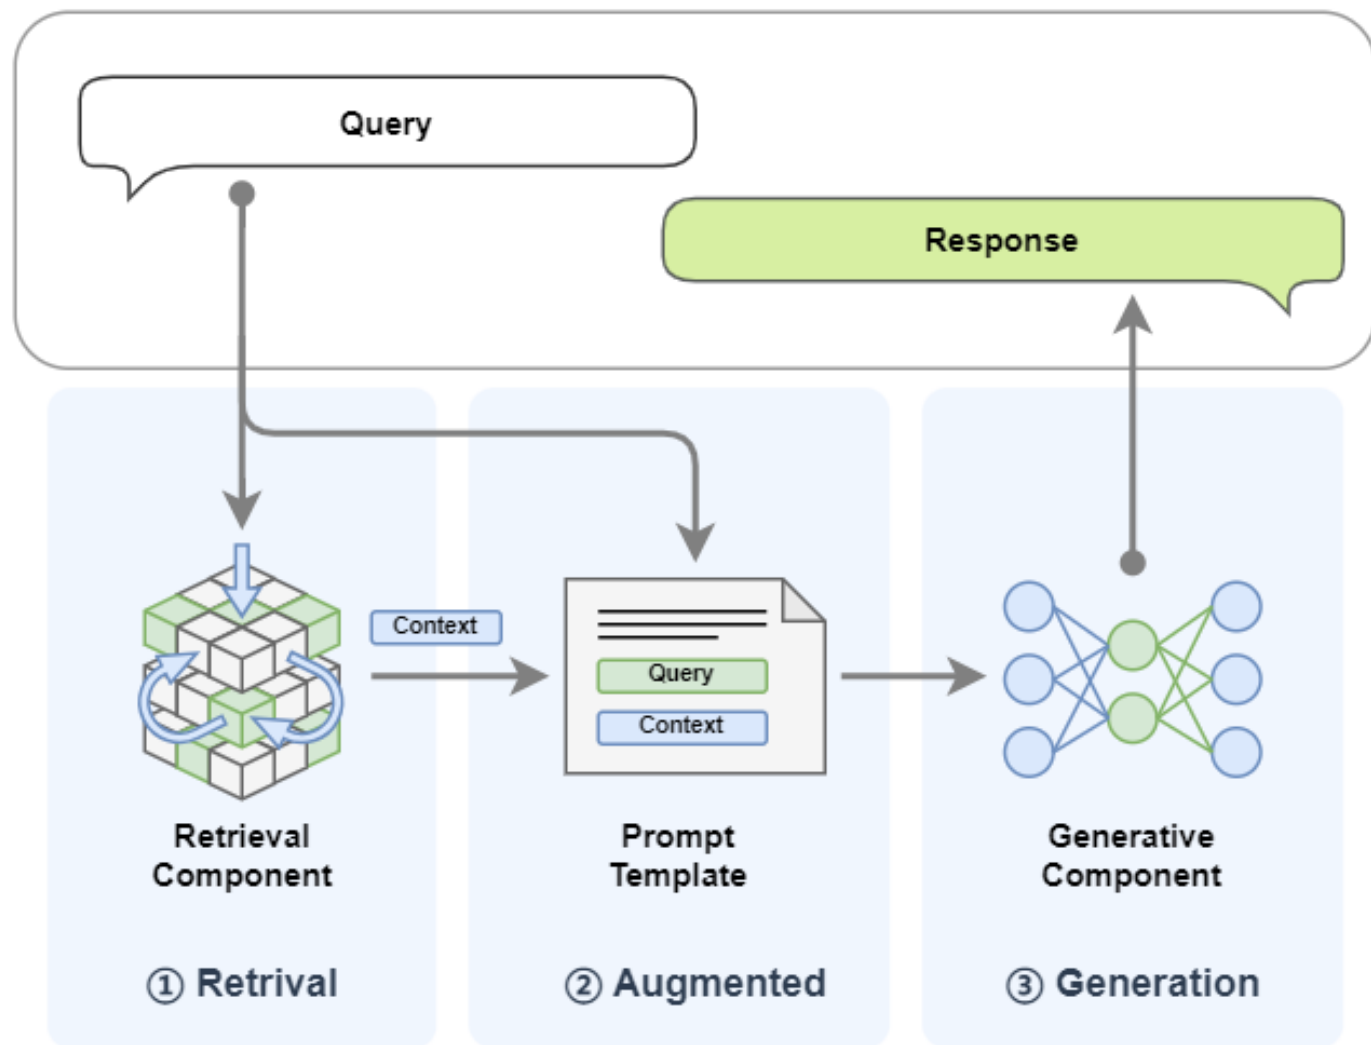 Query
Response
Context
Query
Context
Retrieval
Component
Prompt
Template
Generative
Component
① Retrival
② Augmented
③ Generation